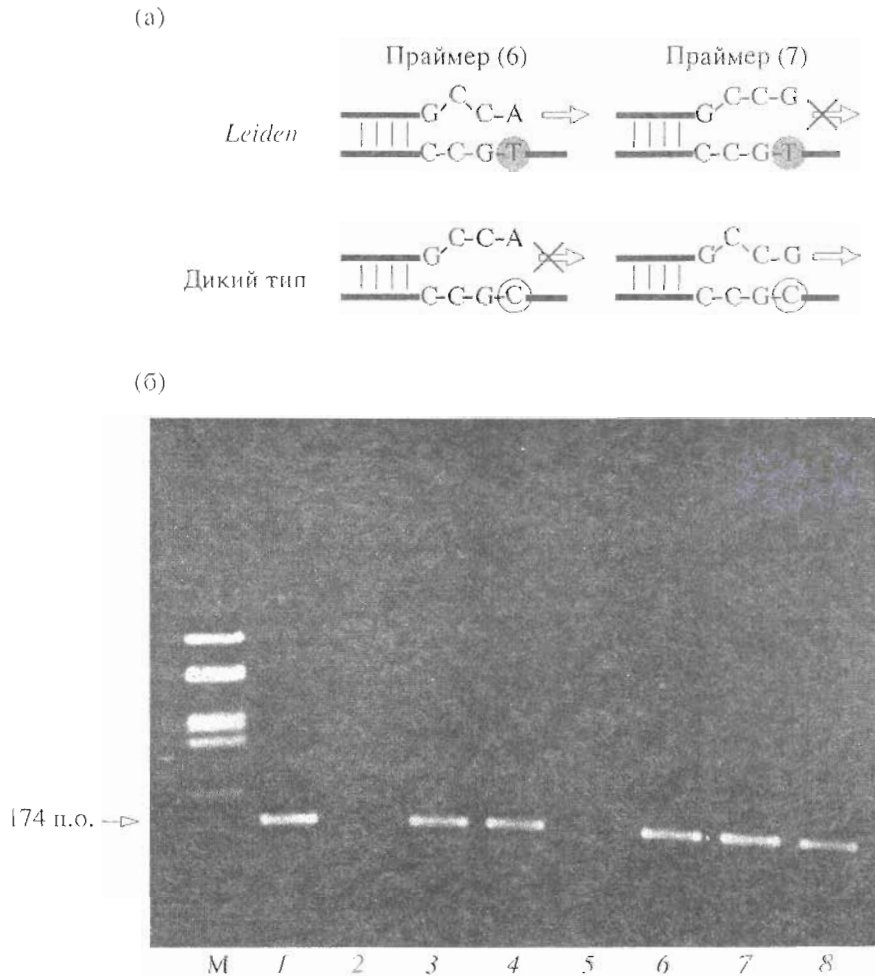 (а)
Праймер (6) Праймер (7)
Leiden
G C C A G C C G
C-C-G-T C-C-G-T
Дикий тип
G C-C-A G C C-G
C-C-G-C C-C-G-C
(б)
174 п.о.
М 1 2 3 4 5 6 7 8